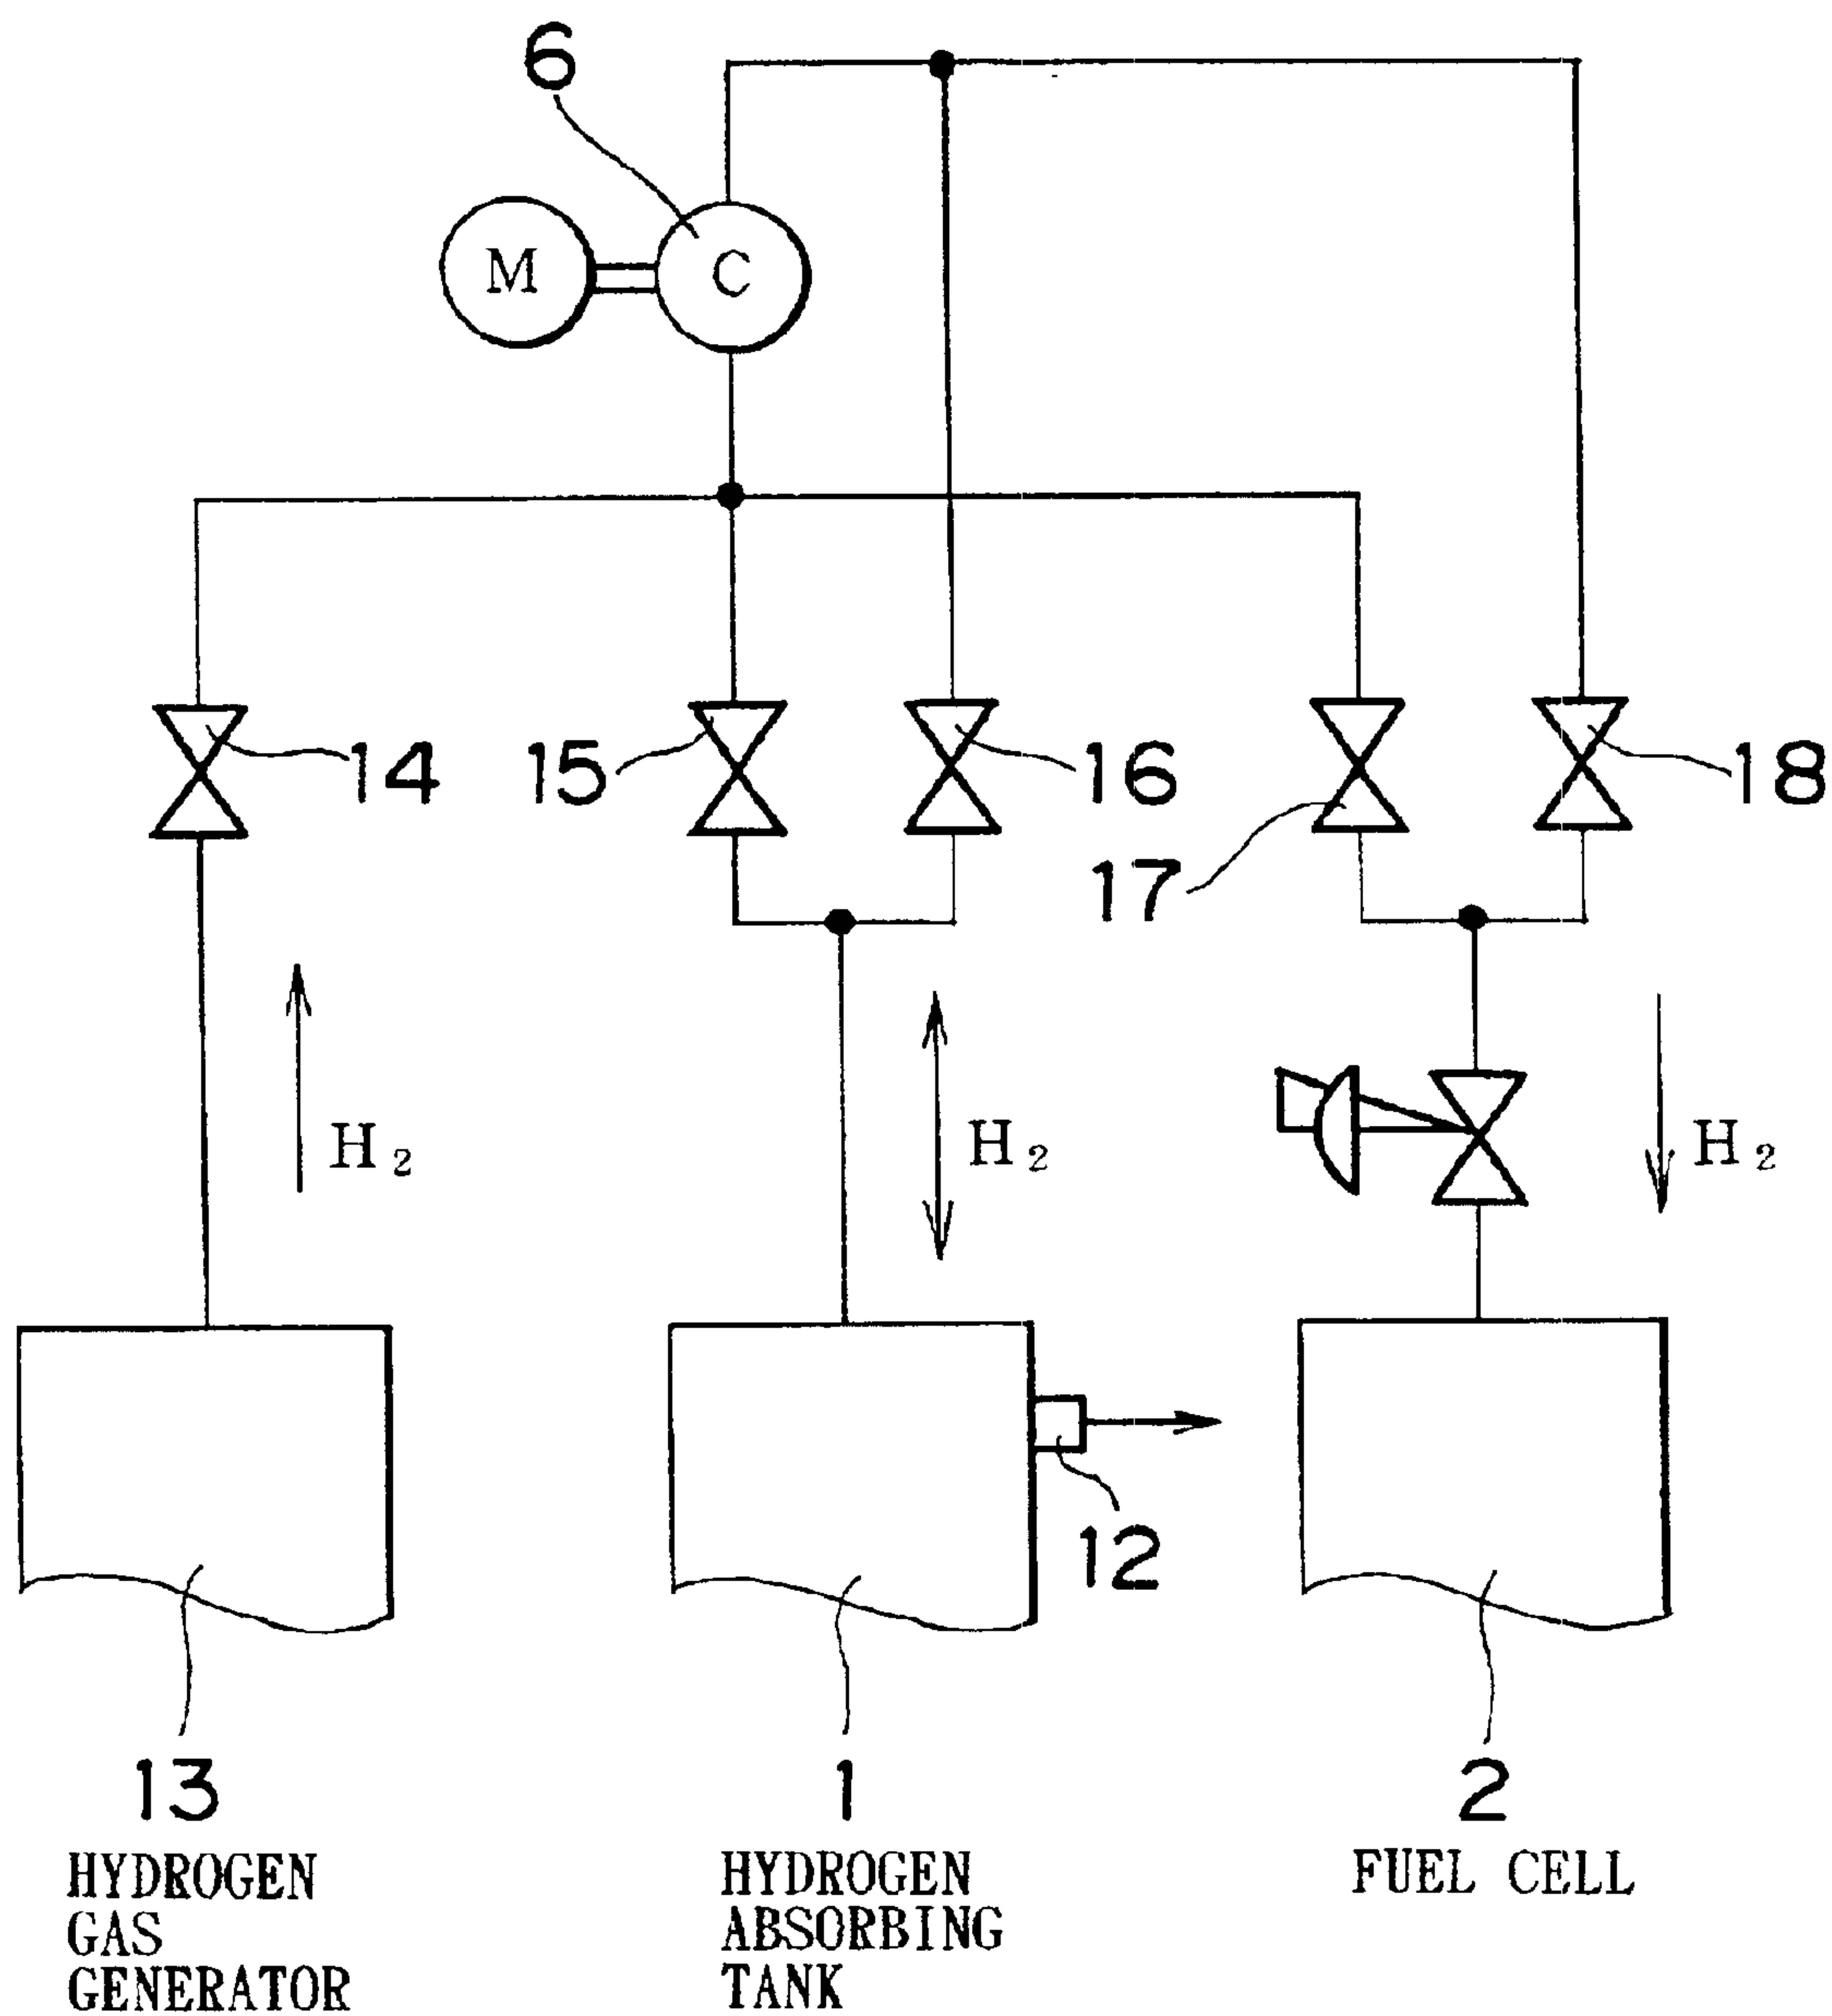 6
M
C
14
15
16
17
18
H₂
H₂
H₂
12
13
HYDROGEN
GAS
GENERATOR
1
HYDROGEN
ABSORBING
TANK
2
FUEL CELL